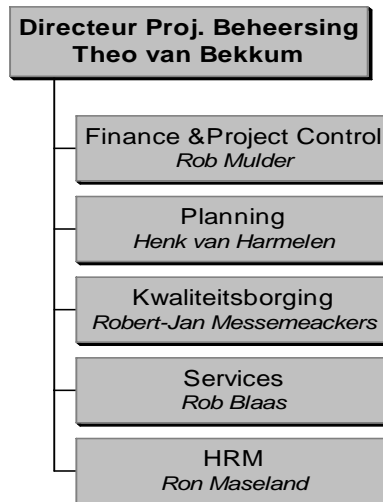 Directeur Proj. Beheersing
Theo van Bekkum
Finance &Project Control
Rob Mulder
Planning
Henk van Harmelen
Kwaliteitsborging
Robert-Jan Messemeackers
Services
Rob Blaas
HRM
Ron Maseland